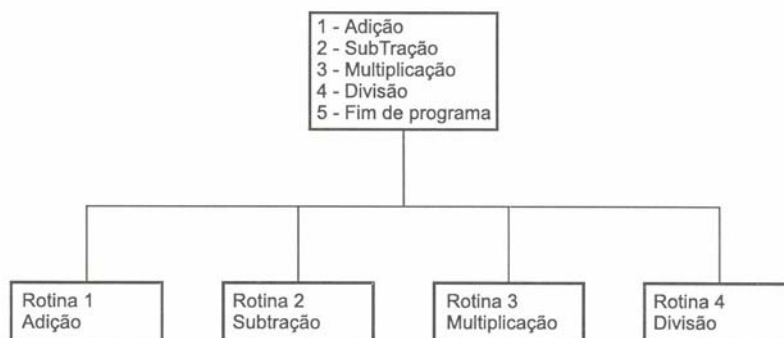 1 - Adição
2 - SubTração
3 - Multiplicação
4 - Divisão
5 - Fim de programa
Rotina 1
Adição
Rotina 2
Subtração
Rotina 3
Multiplicação
Rotina 4
Divisão